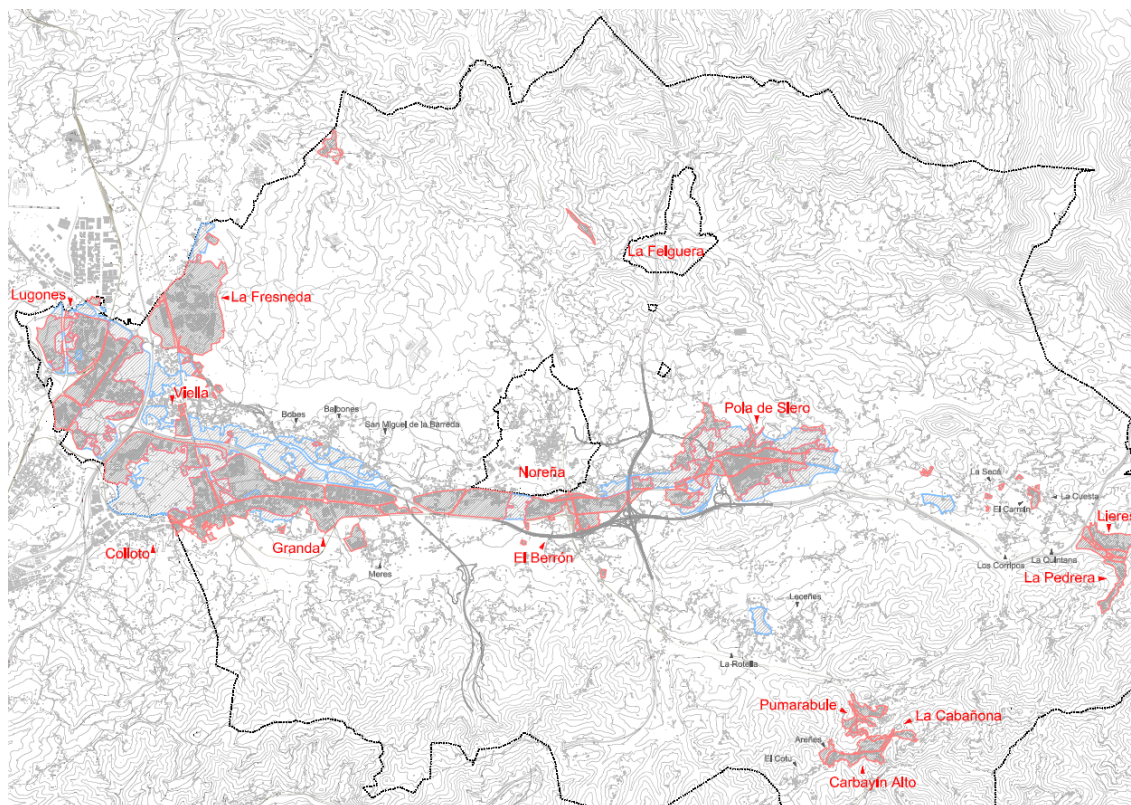 La Felguera
Lugones
La Fresneda
Viella
Bobes
Balbones
San Miguel de la Barreda
Pola de Siero
Noreña
La Secá
La Cuesta
El Carmín
Lieres
Colloto
Granda
El Berrón
Meres
Los Corripos
La Quintana
La Pedrera
Leceñes
La Rotella
Pumarabule
La Cabañona
Areñes
El Cotu
Carbayín Alto